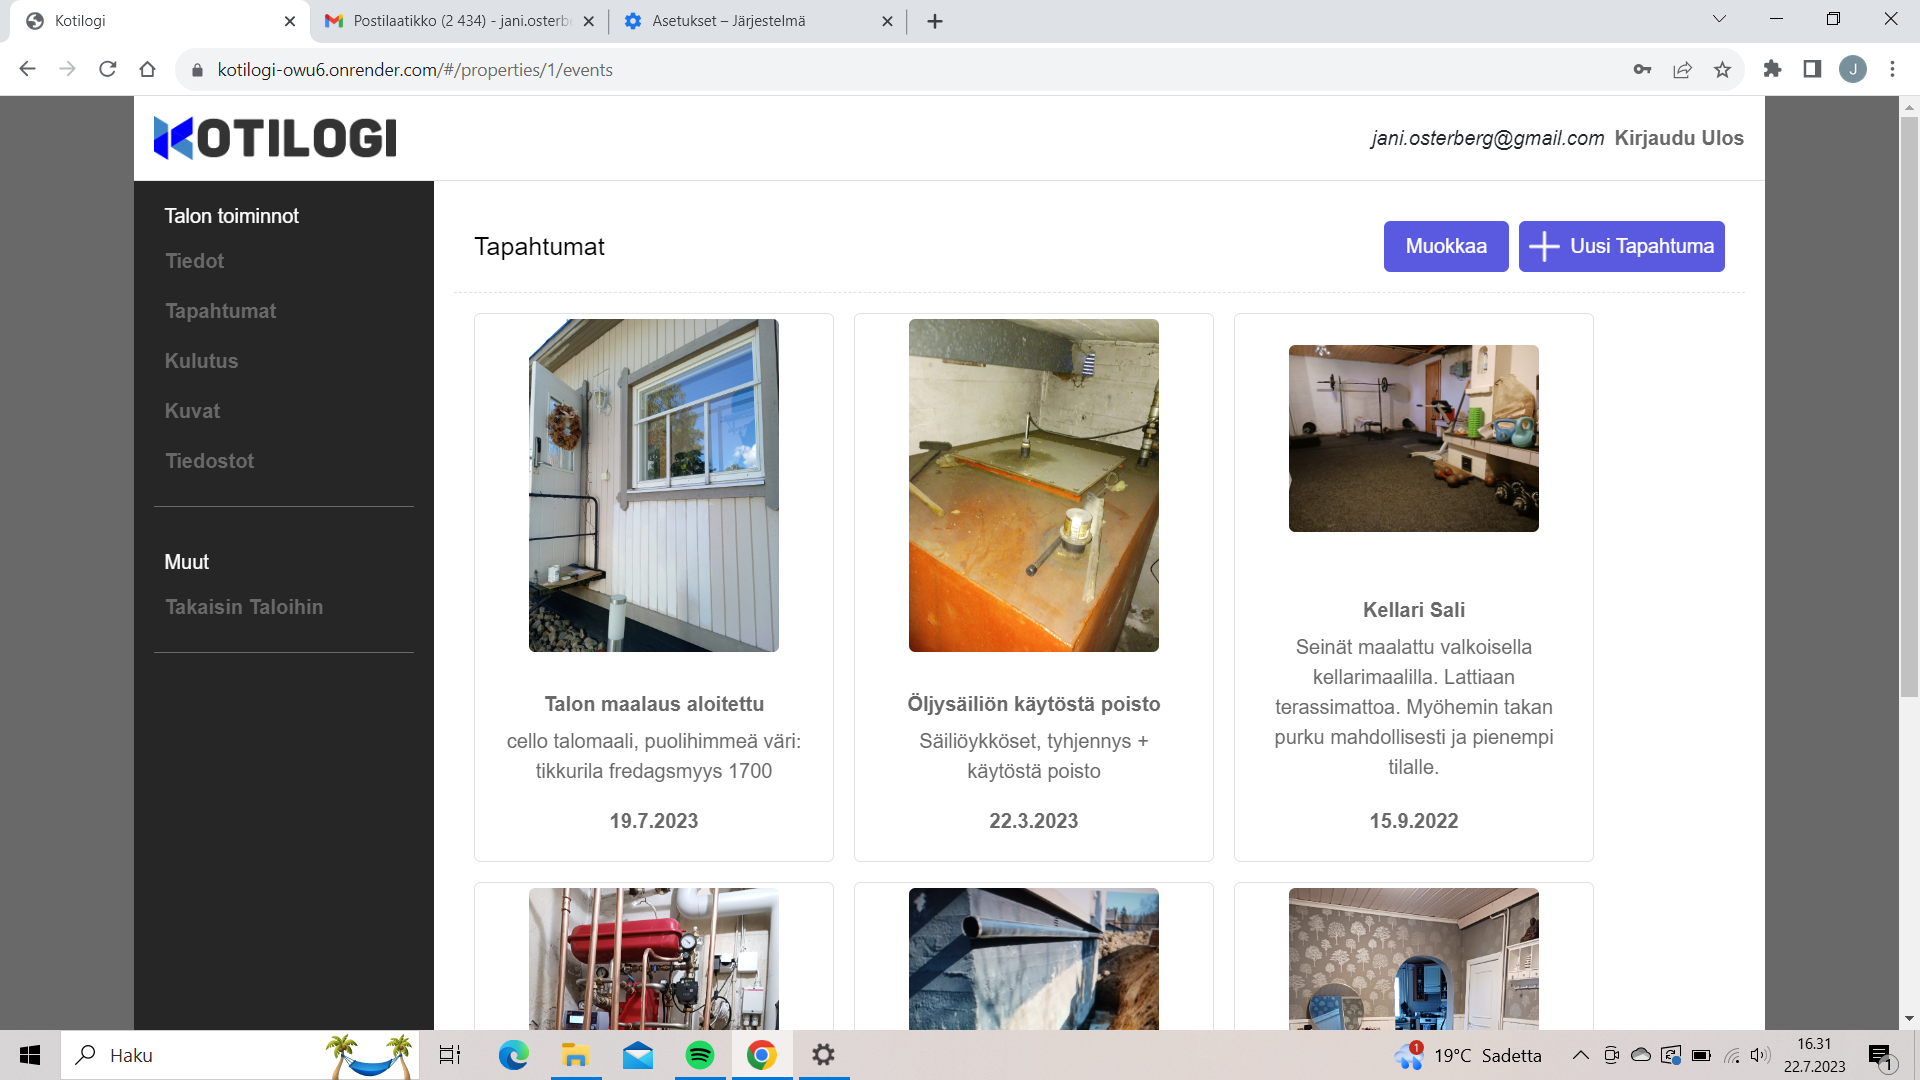 Kotilogi
Postilaatikko (2 434) - jani.osterb
Asetukset – Järjestelmä
kotilogi-owu6.onrender.com/#/properties/1/events
J
KOTILOGI
jani.osterberg@gmail.com Kirjaudu Ulos
Talon toiminnot
Tiedot
Tapahtumat
Kulutus
Kuvat
Tiedostot
Muut
Takaisin Taloihin
Tapahtumat
Muokkaa
Uusi Tapahtuma
Talon maalaus aloitettu
cello talomaali, puolihimmeä väri:
tikkurila fredagsmyys 1700
19.7.2023
Öljysäiliön käytöstä poisto
Säiliöykköset, tyhjennys +
käytöstä poisto
22.3.2023
Kellari Sali
Seinät maalattu valkoisella
kellarimaalilla. Lattiaan
terassimattoa. Myöhemin takan
purku mahdollisesti ja pienempi
tilalle.
15.9.2022
Haku
1
19°C Sadetta
16.31
22.7.2023
1